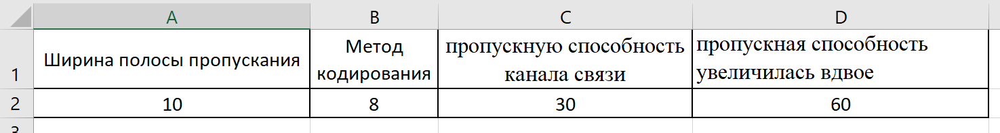 A B C D
1 Ширина полосы пропускания Метод кодирования пропускную способность канала связи пропускная способность увеличилась вдвое
2 10 8 30 60